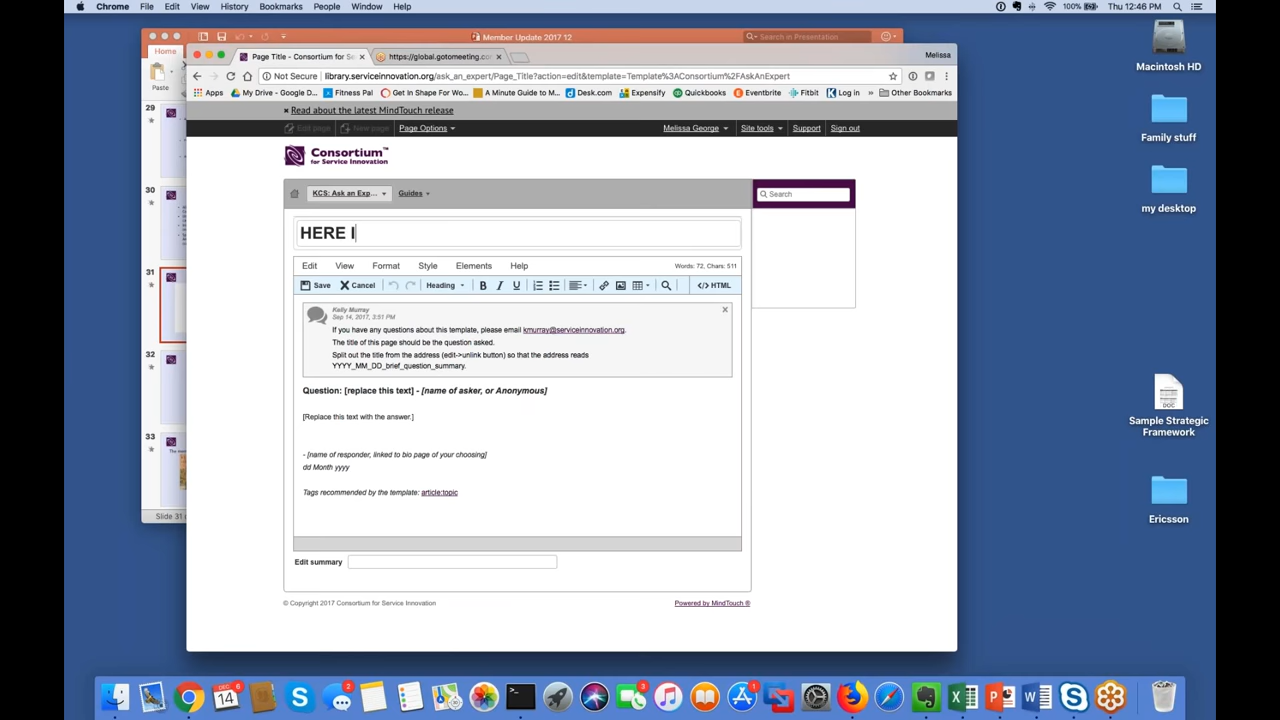 Chrome File Edit View History Bookmarks People Window Help
100% Thu 12:46 PM
Member Update 2017 12
Search in Presentation
Home
Paste
29
30
31
32
33
Slide 31
Page Title - Consortium for Se
https://global.gotomeeting.co
Melissa
Not Secure library.serviceinnovation.org/ask_an_expert/Page_Title?action=edit&template=Template%3AConsortium%2FAskAnExpert
Apps My Drive - Google D... Fitness Pal Get In Shape For Wo... A Minute Guide to M... Desk.com Expensify Quickbooks Eventbrite Fitbit Log in » Other Bookmarks
Read about the latest MindTouch release
Edit page New page Page Options Melissa George Site tools Support Sign out
Consortium™
for Service Innovation
KCS: Ask an Exp... Guides
Search
HERE I
Edit View Format Style Elements Help Words: 72, Chars: 511
Save Cancel Heading B I U </> HTML
Kelly Murray
Sep 14, 2017, 3:51 PM
If you have any questions about this template, please email kmurray@serviceinnovation.org.
The title of this page should be the question asked.
Split out the title from the address (edit->unlink button) so that the address reads
YYYY_MM_DD_brief_question_summary.
Question: [replace this text] - [name of asker, or Anonymous]
[Replace this text with the answer.]
- [name of responder, linked to bio page of your choosing]
dd Month yyyy
Tags recommended by the template: article:topic
Edit summary
© Copyright 2017 Consortium for Service Innovation
Powered by MindTouch ®
Macintosh HD
Family stuff
my desktop
DOC
Sample Strategic
Framework
Ericsson